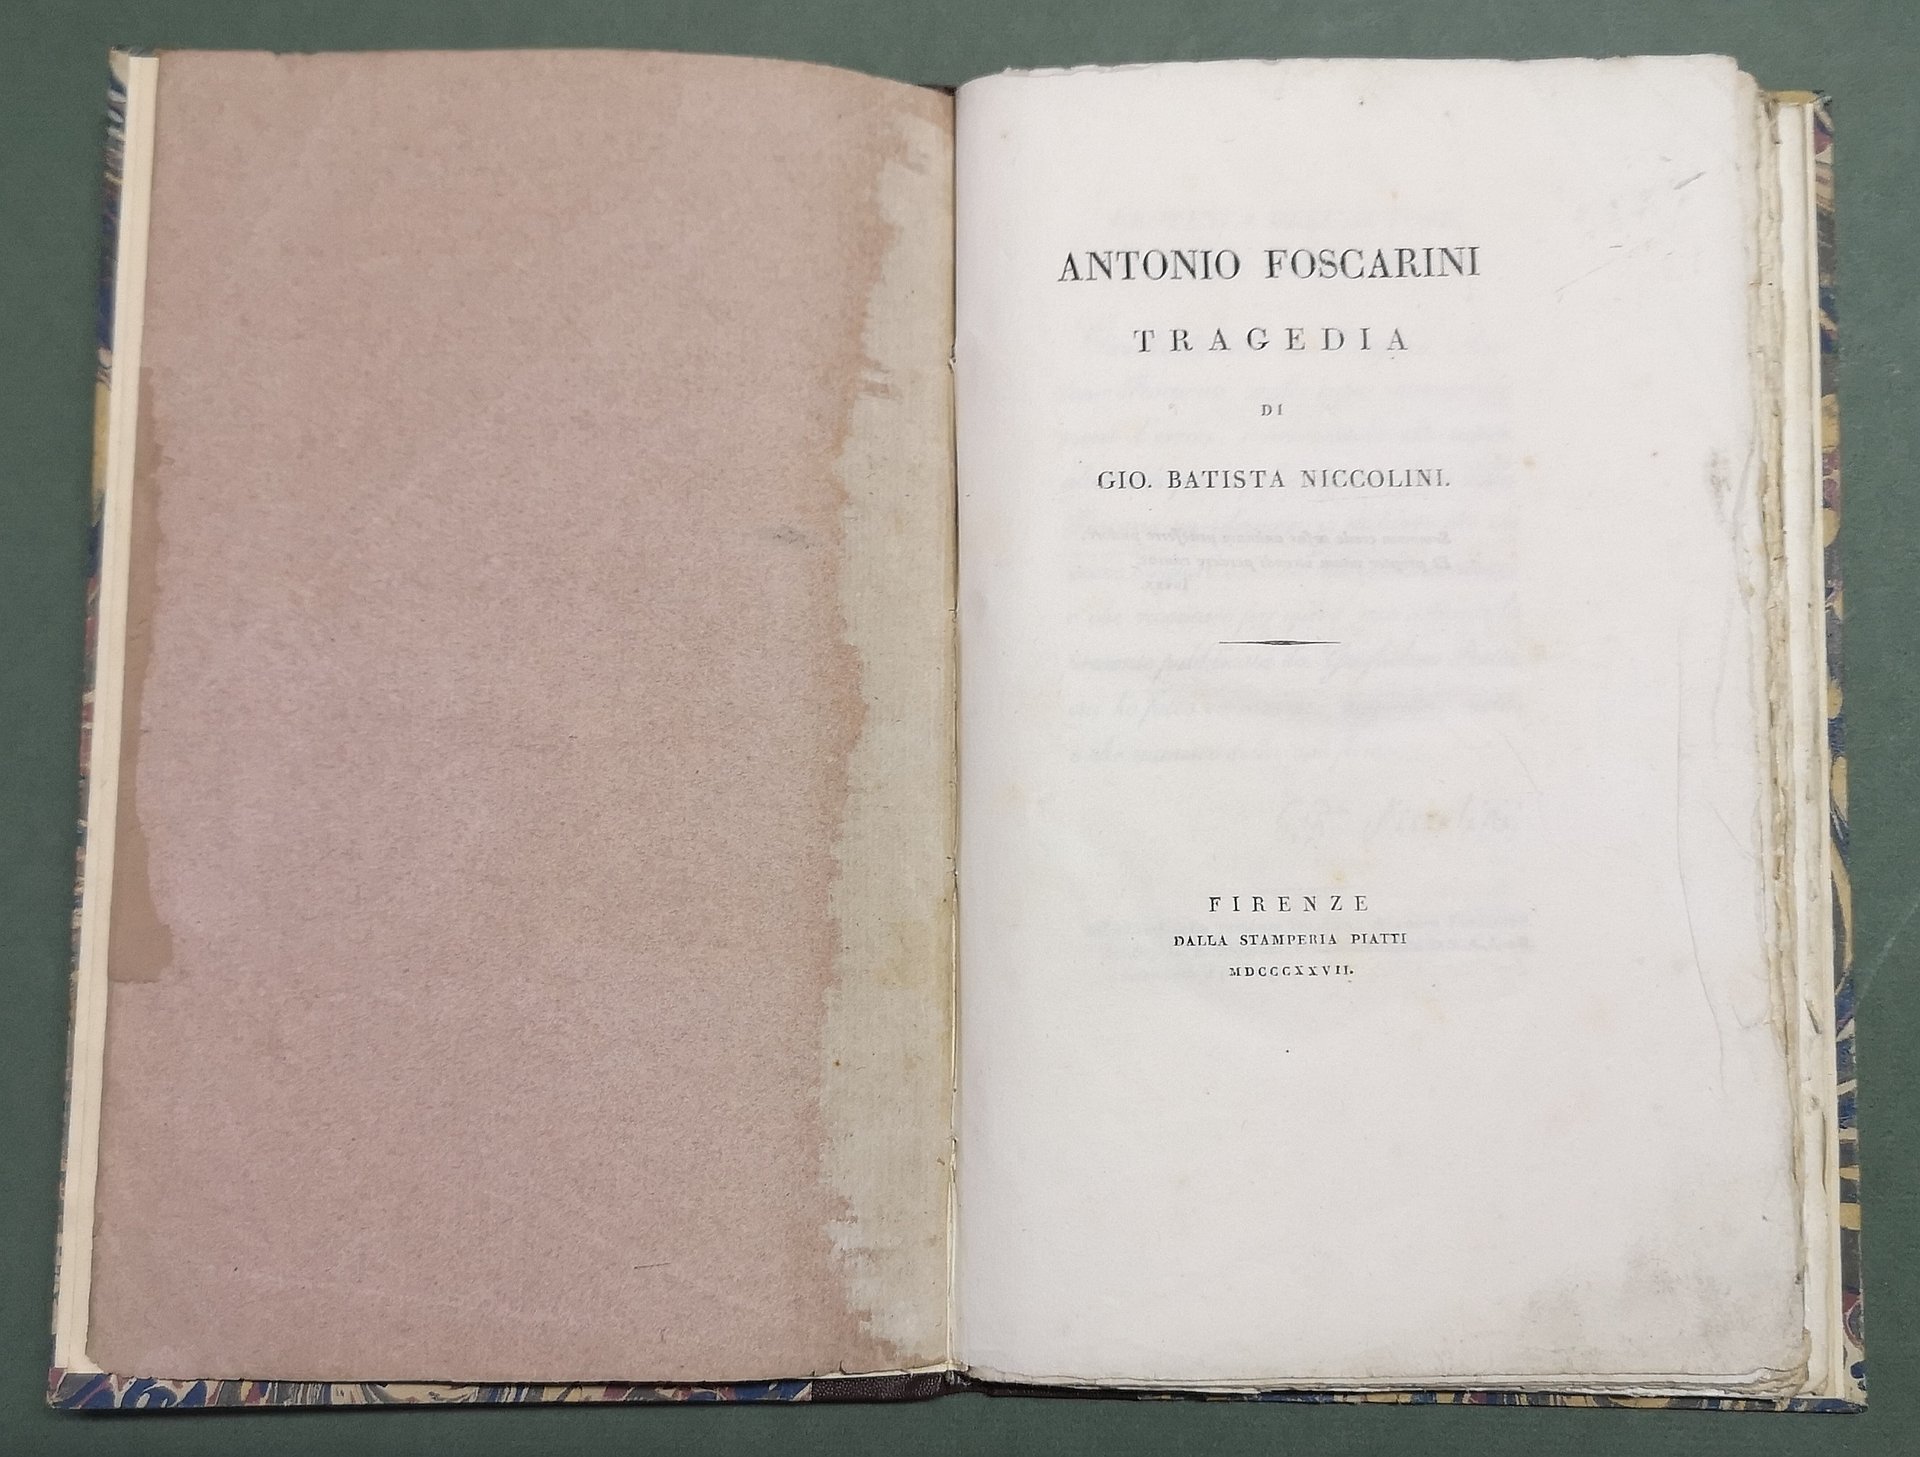 ANTONIO FOSCARINI
TRAGEDIA
DI
GIO. BATISTA NICCOLINI.
FIRENZE
DALLA STAMPERIA PIATTI
MDCCCXXVII.